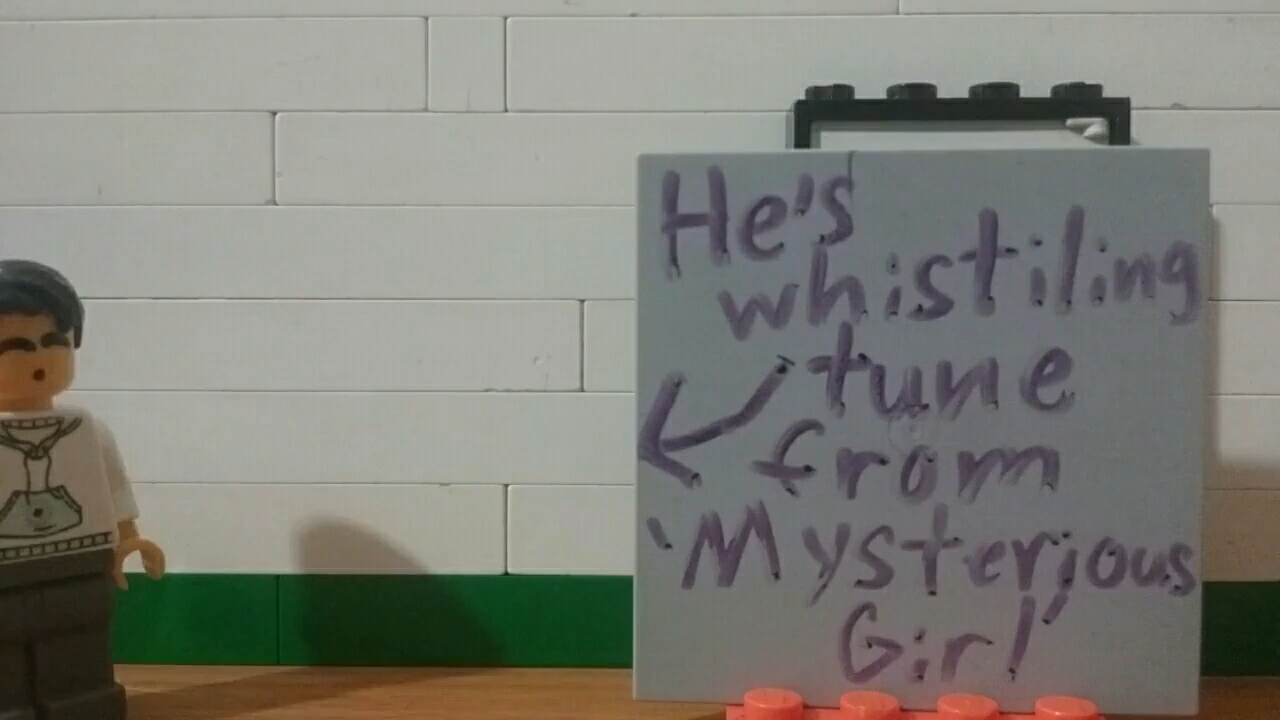 He's
whistiling
tune
from
'Mysterious
Girl'